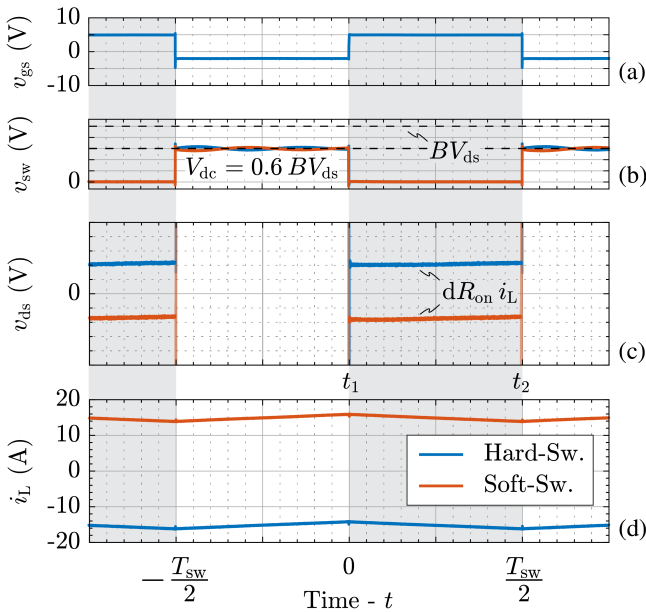 10
0
-10
v_gs (V)
(a)
v_sw (V)
0
BV_ds
V_dc = 0.6 BV_ds
(b)
v_ds (V)
0
dR_on i_L
(c)
t_1
t_2
20
10
0
-10
-20
i_L (A)
Hard-Sw.
Soft-Sw.
(d)
− T_sw/2
0
T_sw/2
Time - t